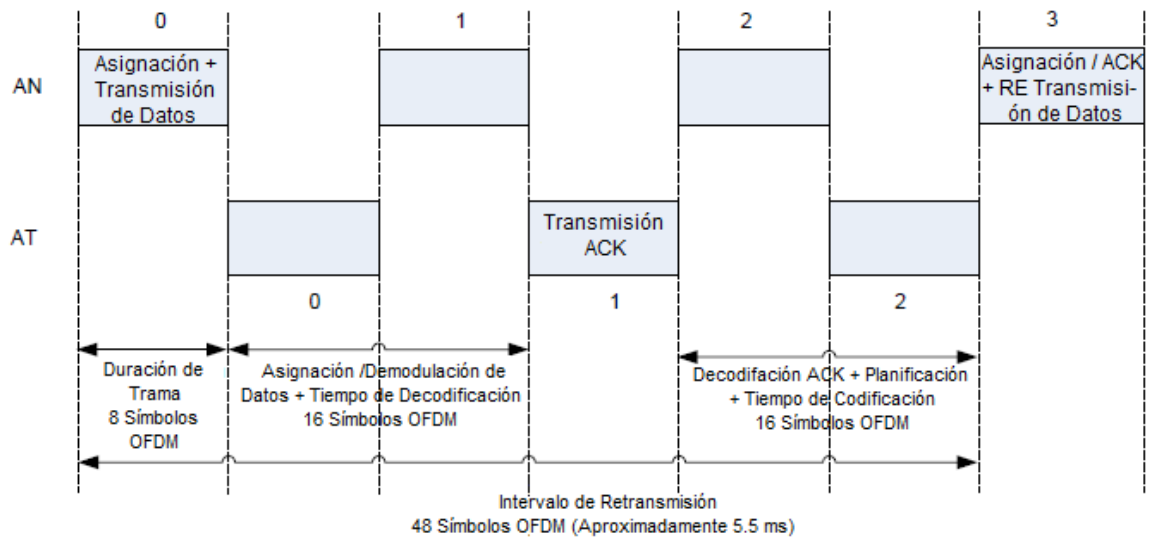 0
1
2
3
AN
Asignación +
Transmisión
de Datos
Asignación / ACK
+ RE Transmisi-
ón de Datos
AT
Transmisión
ACK
0
1
2
Duración de
Trama
8 Símbolos
OFDM
Asignación /Demodulación de
Datos + Tiempo de Decodificación
16 Símbolos OFDM
Decodifación ACK + Planificación
+ Tiempo de Codificación
16 Símbolos OFDM
Intervalo de Retransmisión
48 Símbolos OFDM (Aproximadamente 5.5 ms)